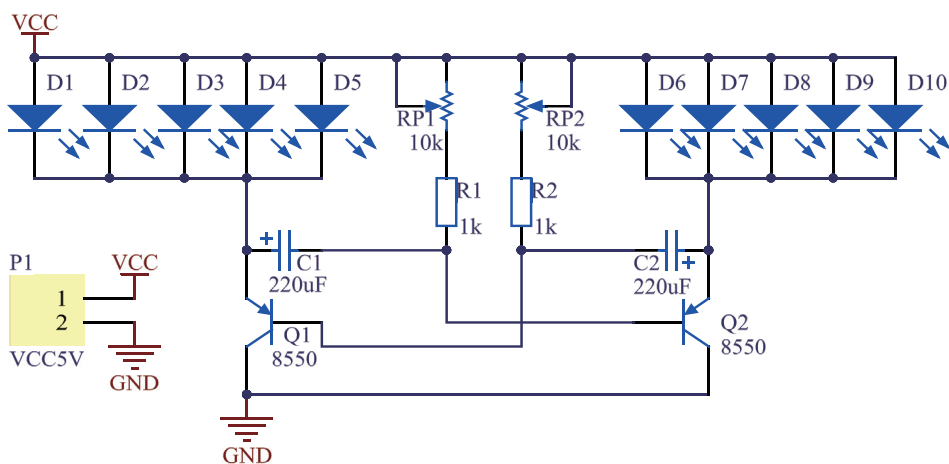 VCC
D1 D2 D3 D4 D5 D6 D7 D8 D9 D10
RP1 RP2
10k 10k
R1 R2
1k 1k
+ C1 C2 +
220uF 220uF
P1 VCC
1
2
Q1 Q2
8550 8550
VCC5V
GND
GND